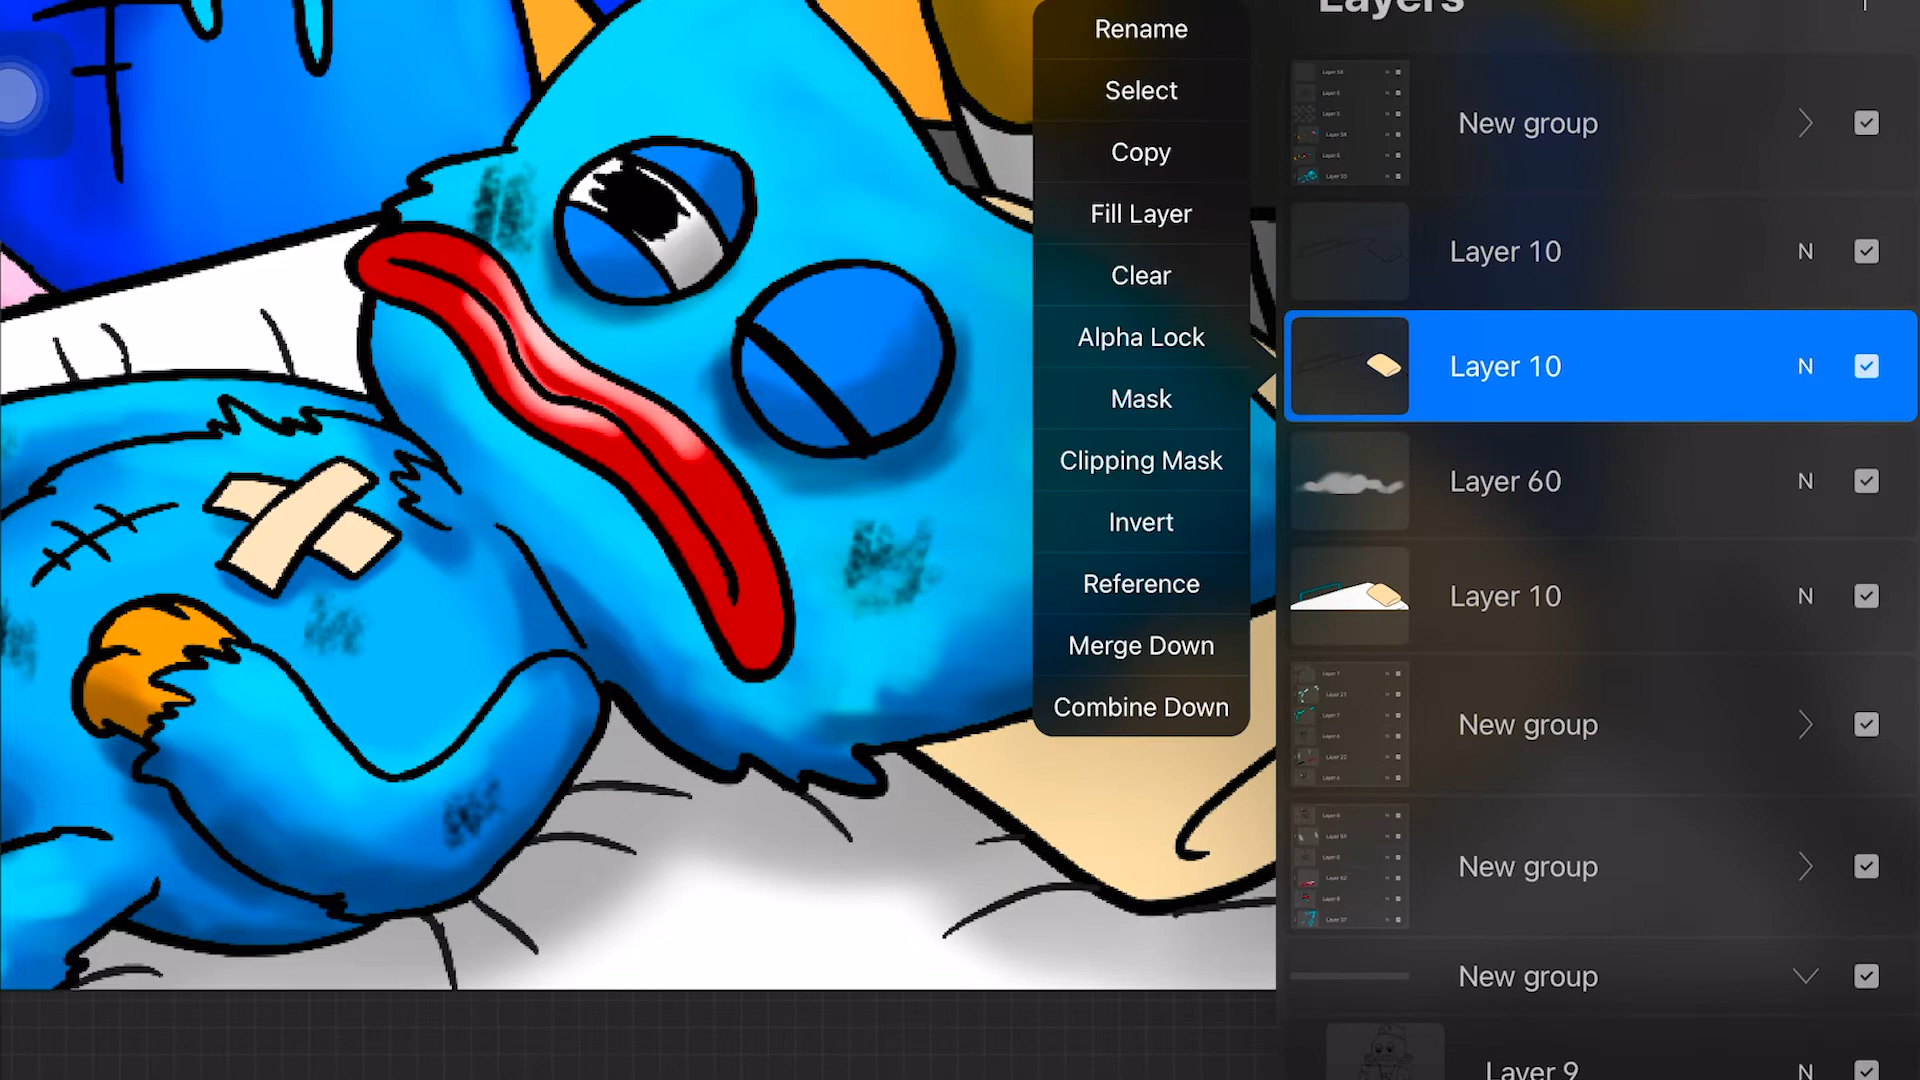 Layers
Rename
Select
Copy
Fill Layer
Clear
Alpha Lock
Mask
Clipping Mask
Invert
Reference
Merge Down
Combine Down
New group
Layer 10 N
Layer 10 N
Layer 60 N
Layer 10 N
New group
New group
New group
Layer 9 N